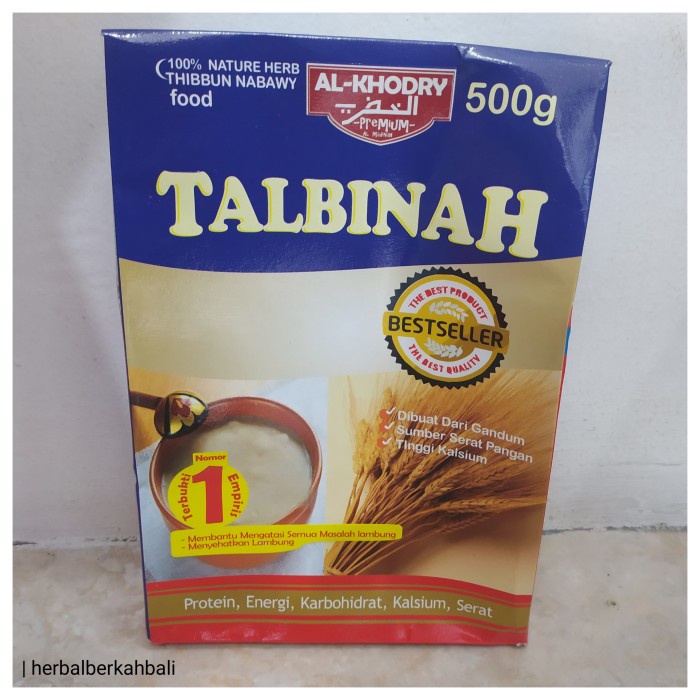 100% NATURE HERB
THIBBUN NABAWY
food
AL-KHODRY
الخضري
PREMIUM
AL MADINAH
500g
TALBINAH
THE BEST PRODUCT
BESTSELLER
THE BEST QUALITY
Dibuat Dari Gandum
Sumber Serat Pangan
TInggi Kalsium
Nomor
1
Terbukti
Empiris
- Membantu Mengatasi Semua Masalah lambung
- Menyehatkan Lambung
Protein, Energi, Karbohidrat, Kalsium, Serat
| herbalberkahbali